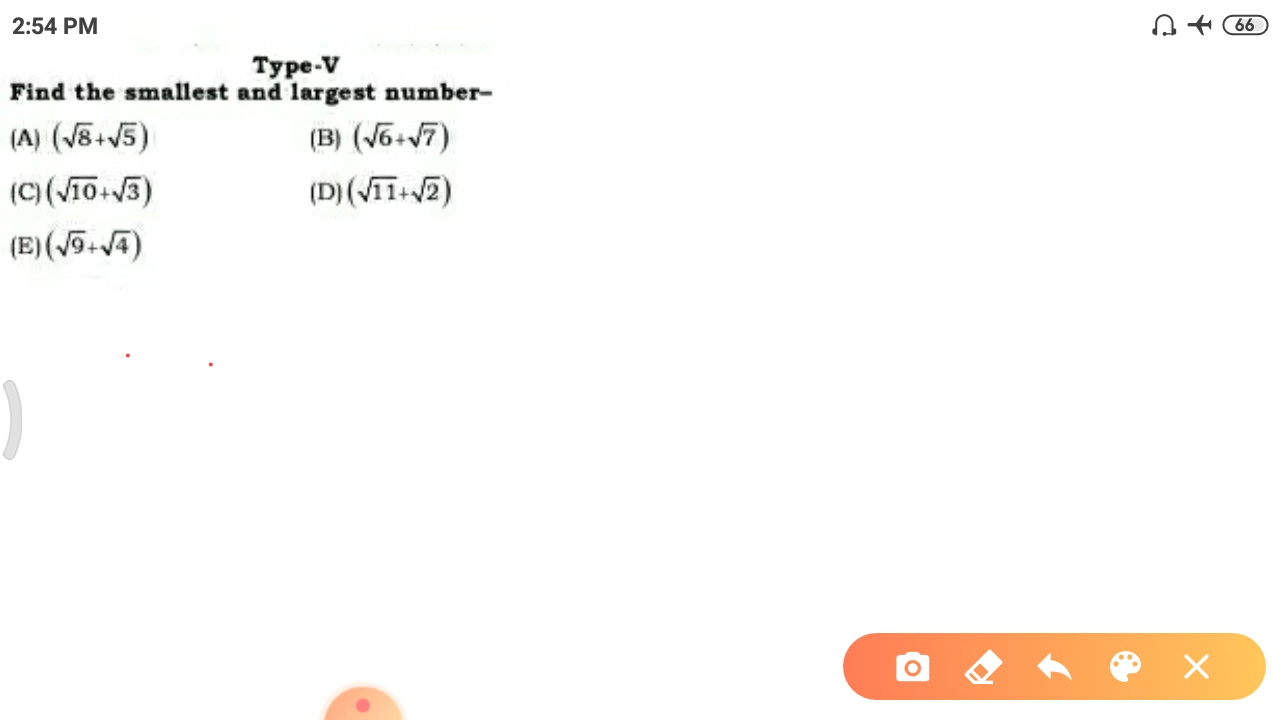 2:54 PM
66
Type-V
Find the smallest and largest number-
(A) (√8+√5) (B) (√6+√7)
(C) (√10+√3) (D) (√11+√2)
(E) (√9+√4)